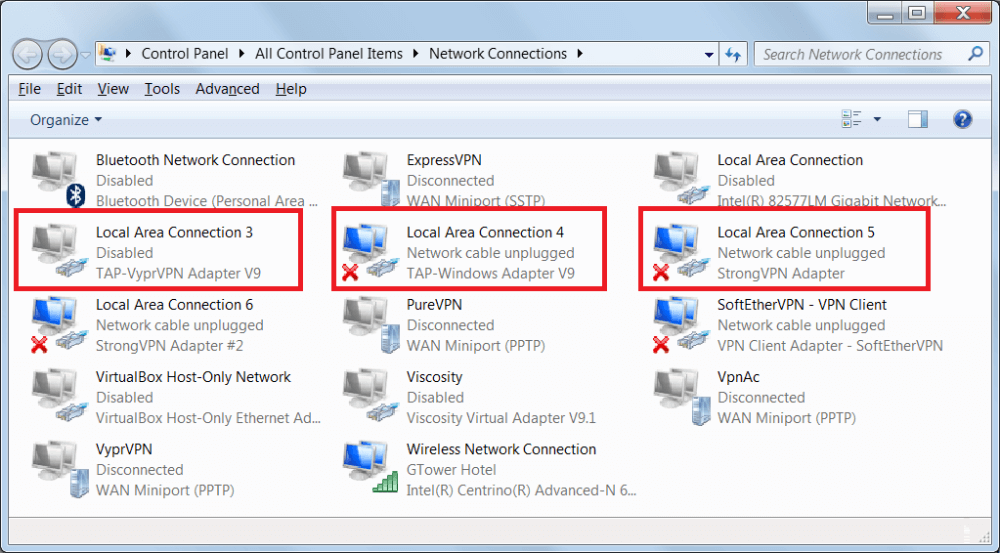 Control Panel All Control Panel Items Network Connections
Search Network Connections
File Edit View Tools Advanced Help
Organize
Bluetooth Network Connection
Disabled
Bluetooth Device (Personal Area ...
ExpressVPN
Disconnected
WAN Miniport (SSTP)
Local Area Connection
Disabled
Intel(R) 82577LM Gigabit Network...
Local Area Connection 3
Disabled
TAP-VyprVPN Adapter V9
Local Area Connection 4
Network cable unplugged
TAP-Windows Adapter V9
Local Area Connection 5
Network cable unplugged
StrongVPN Adapter
Local Area Connection 6
Network cable unplugged
StrongVPN Adapter #2
PureVPN
Disconnected
WAN Miniport (PPTP)
SoftEtherVPN - VPN Client
Network cable unplugged
VPN Client Adapter - SoftEtherVPN
VirtualBox Host-Only Network
Disabled
VirtualBox Host-Only Ethernet Ad...
Viscosity
Disabled
Viscosity Virtual Adapter V9.1
VpnAc
Disconnected
WAN Miniport (PPTP)
VyprVPN
Disconnected
WAN Miniport (PPTP)
Wireless Network Connection
GTower Hotel
Intel(R) Centrino(R) Advanced-N 6...